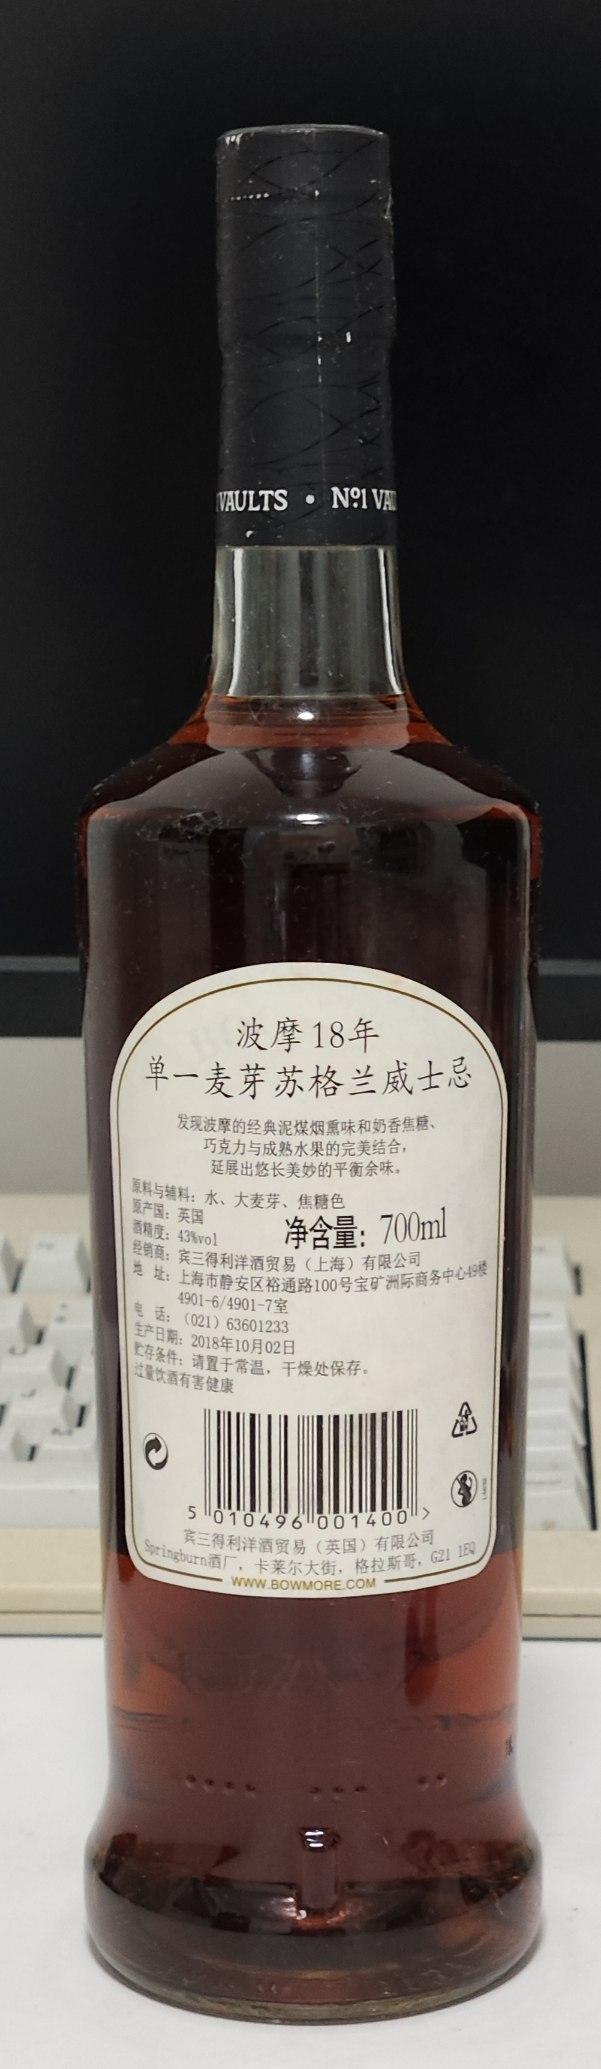 VAULTS • Nº1 VAU
波摩 18年
单一麦芽苏格兰威士忌
发现波摩的经典泥煤烟熏味和奶香焦糖、
巧克力与成熟水果的完美结合，
延展出悠长美妙的平衡余味。
原料与辅料：水、大麦芽、焦糖色
原产国：英国
酒精度：43%vol
净含量：700ml
经销商：宾三得利洋酒贸易（上海）有限公司
地 址：上海市静安区裕通路100号宝矿洲际商务中心49楼
4901-6/4901-7室
电 话：（021）63601233
生产日期：2018年10月02日
贮存条件：请置于常温，干燥处保存。
过量饮酒有害健康
5 010496 001400 >
宾三得利洋酒贸易（英国）有限公司
Springburn酒厂，卡莱尔大街，格拉斯哥，G21 1EQ
WWW.BOWMORE.COM